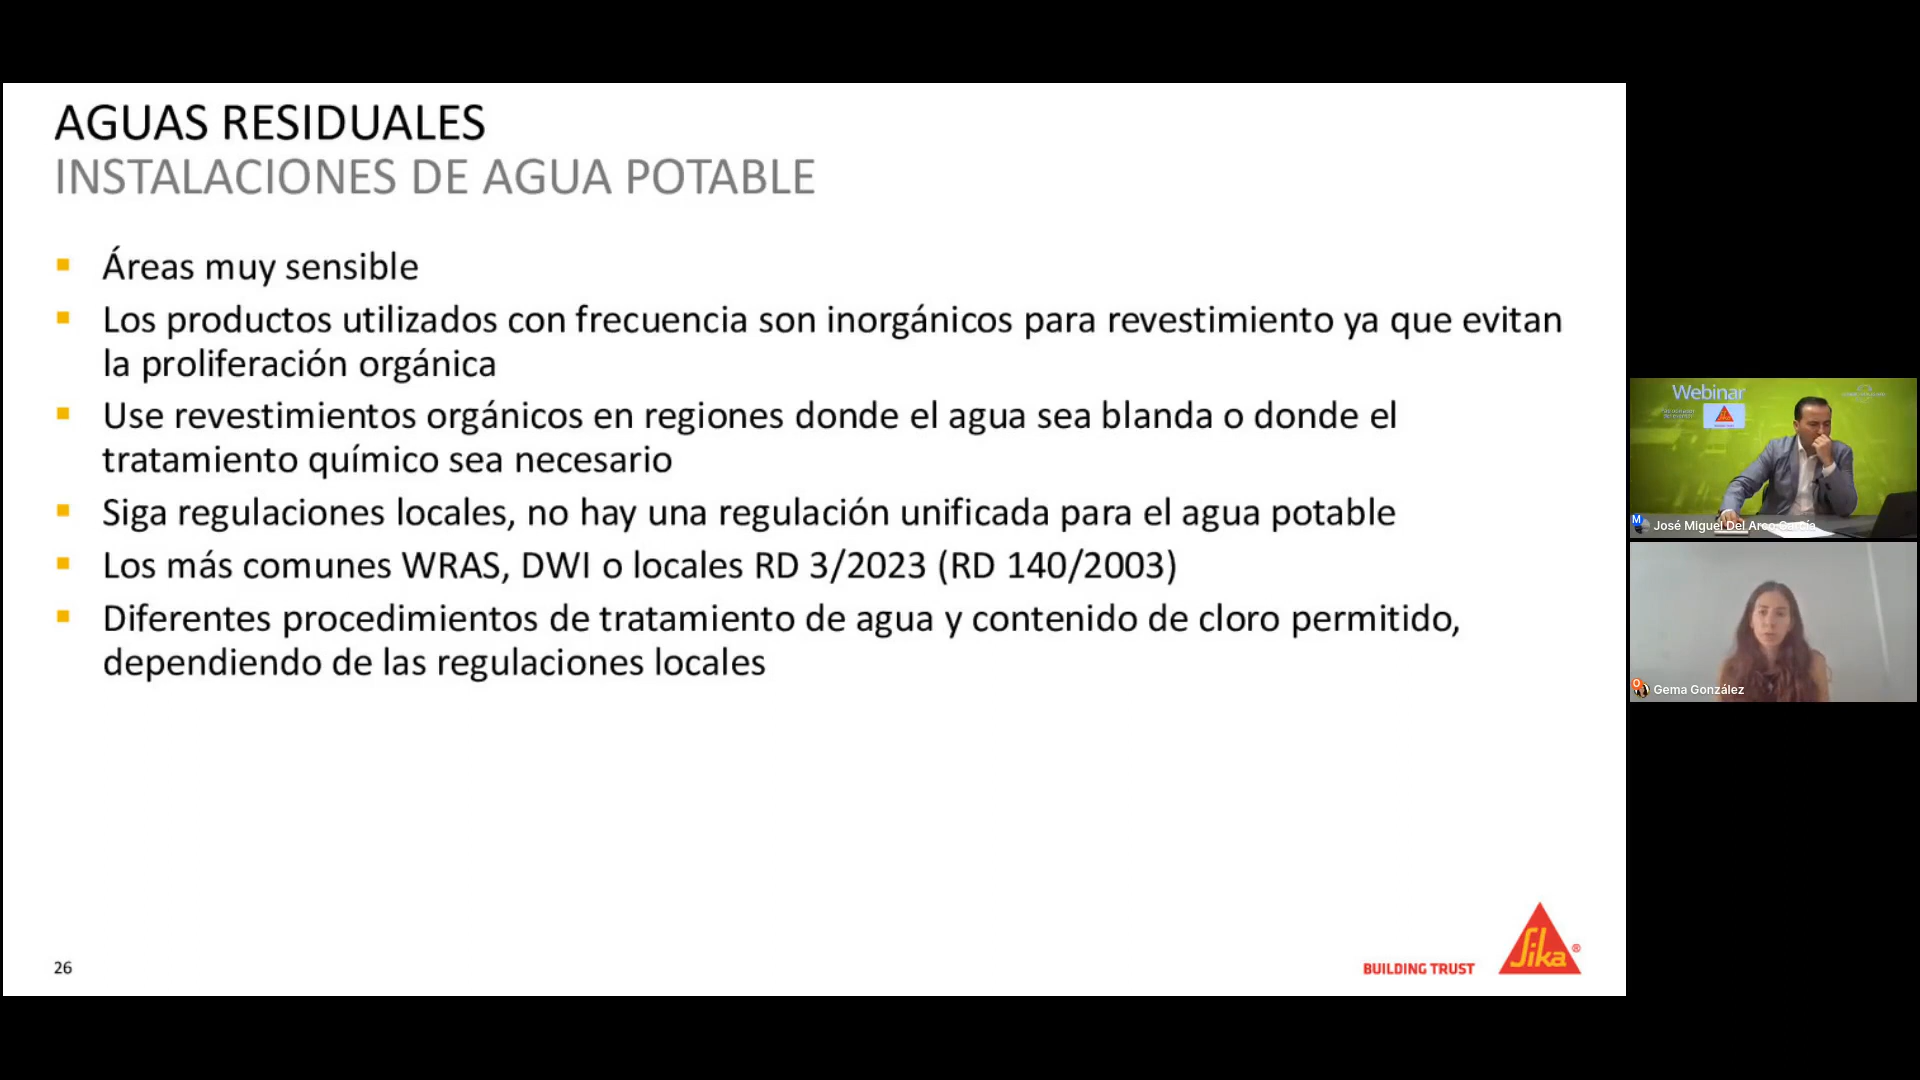 AGUAS RESIDUALES
INSTALACIONES DE AGUA POTABLE
▪ Áreas muy sensible
▪ Los productos utilizados con frecuencia son inorgánicos para revestimiento ya que evitan
la proliferación orgánica
▪ Use revestimientos orgánicos en regiones donde el agua sea blanda o donde el
tratamiento químico sea necesario
▪ Siga regulaciones locales, no hay una regulación unificada para el agua potable
▪ Los más comunes WRAS, DWI o locales RD 3/2023 (RD 140/2003)
▪ Diferentes procedimientos de tratamiento de agua y contenido de cloro permitido,
dependiendo de las regulaciones locales
26
BUILDING TRUST
Sika®
Webinar
M
José Miguel Del Arco García
O
Gema González